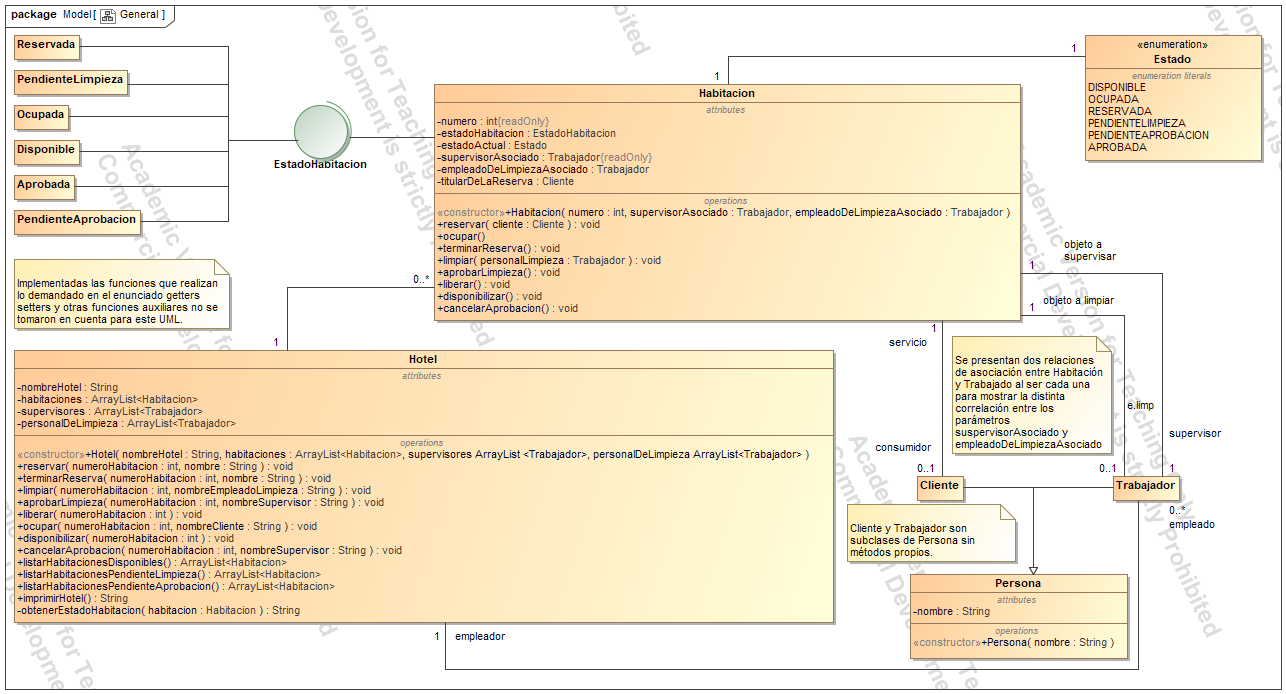 package Model[ General ]
Reservada
PendienteLimpieza
Ocupada
Disponible
Aprobada
PendienteAprobacion
EstadoHabitacion
Implementadas las funciones que realizan
lo demandado en el enunciado getters
setters y otras funciones auxiliares no se
tomaron en cuenta para este UML.
Habitacion
attributes
-numero : int{readOnly}
-estadoHabitacion : EstadoHabitacion
-estadoActual : Estado
-supervisorAsociado : Trabajador{readOnly}
-empleadoDeLimpiezaAsociado : Trabajador
-titularDeLaReserva : Cliente
operations
«constructor»+Habitacion( numero : int, supervisorAsociado : Trabajador, empleadoDeLimpiezaAsociado : Trabajador )
+reservar( cliente : Cliente ) : void
+ocupar()
+terminarReserva() : void
+limpiar( personalLimpieza : Trabajador ) : void
+aprobarLimpieza() : void
+liberar() : void
+disponibilizar() : void
+cancelarAprobacion() : void
1
1
«enumeration»
Estado
enumeration literals
DISPONIBLE
OCUPADA
RESERVADA
PENDIENTELIMPIEZA
PENDIENTEAPROBACION
APROBADA
0..*
1
objeto a
supervisar
1
objeto a limpiar
1
1
servicio
Se presentan dos relaciones
de asociación entre Habitación
y Trabajado al ser cada una
para mostrar la distinta
correlación entre los
parámetros
suspervisorAsociado y
empleadoDeLimpiezaAsociado
e.limp
supervisor
consumidor
0..1
0..1
1
Cliente
Trabajador
0..*
empleado
Cliente y Trabajador son
subclases de Persona sin
métodos propios.
Persona
attributes
-nombre : String
operations
«constructor»+Persona( nombre : String )
Hotel
attributes
-nombreHotel : String
-habitaciones : ArrayList<Habitacion>
-supervisores : ArrayList<Trabajador>
-personalDeLimpieza : ArrayList<Trabajador>
operations
«constructor»+Hotel( nombreHotel : String, habitaciones : ArrayList<Habitacion>, supervisores ArrayList <Trabajador>, personalDeLimpieza ArrayList<Trabajador> )
+reservar( numeroHabitacion : int, nombre : String ) : void
+terminarReserva( numeroHabitacion : int, nombre : String ) : void
+limpiar( numeroHabiitacion : int, nombreEmpleadoLimpieza : String ) : void
+aprobarLimpieza( numeroHabitacion : int, nombreSupervisor : String ) : void
+liberar( numeroHabitacion : int ) : void
+ocupar( numeroHabitacion : int, nombreCliente : String ) : void
+disponibilizar( numeroHabitacion : int ) : void
+cancelarAprobacion( numeroHabitacion : int, nombreSupervisor : String ) : void
+listarHabitacionesDisponibles() : ArrayList<Habitacion>
+listarHabitacionesPendienteLimpieza() : ArrayList<Habitacion>
+listarHabitacionesPendienteAprobacion() : ArrayList<Habitacion>
+imprimirHotel() : String
-obtenerEstadoHabitacion( habitacion : Habitacion ) : String
1
empleador